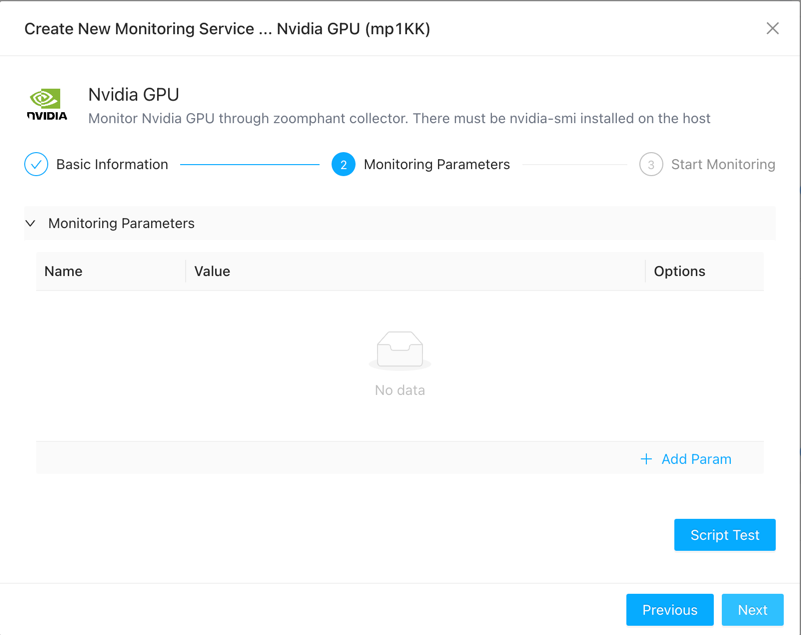 Create New Monitoring Service ... Nvidia GPU (mp1KK)
Nvidia GPU
NVIDIA
Monitor Nvidia GPU through zoomphant collector. There must be nvidia-smi installed on the host
Basic Information
2 Monitoring Parameters
3 Start Monitoring
Monitoring Parameters
Name Value Options
No data
+ Add Param
Script Test
Previous Next